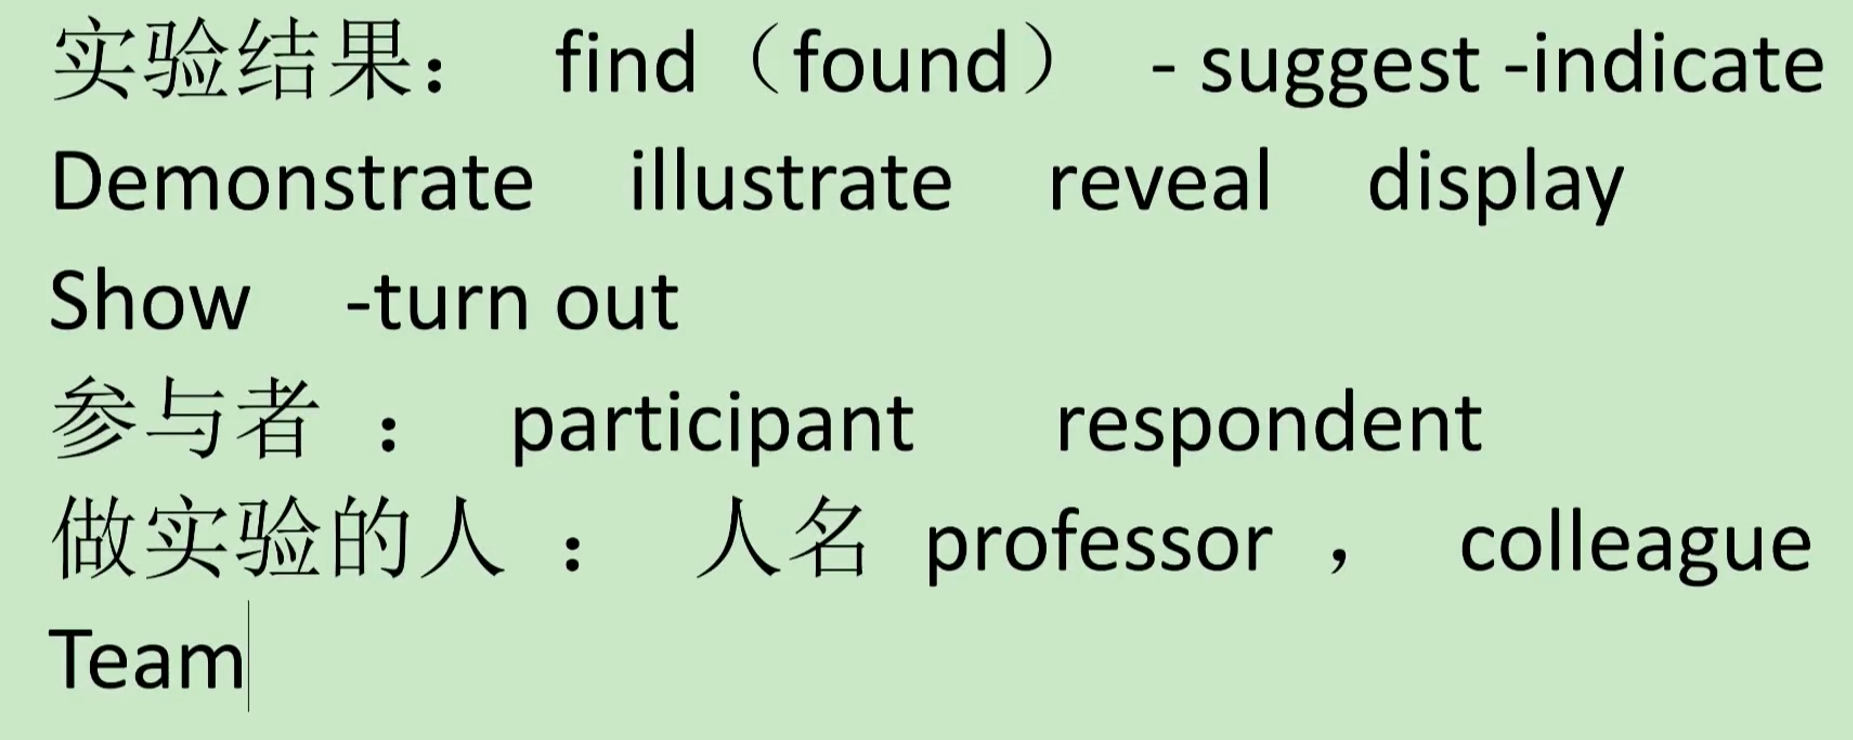 实验结果： find（found） - suggest -indicate
Demonstrate illustrate reveal display
Show -turn out
参与者 ： participant respondent
做实验的人 ： 人名 professor ， colleague
Team